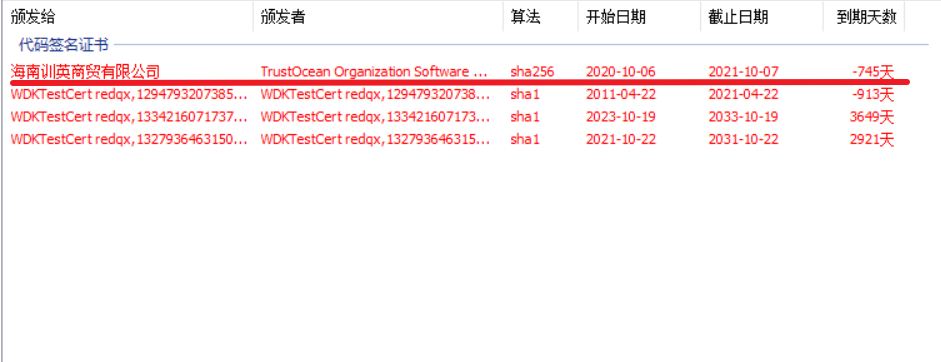 颁发给 颁发者 算法 开始日期 截止日期 到期天数
代码签名证书
海南训英商贸有限公司 TrustOcean Organization Software ... sha256 2020-10-06 2021-10-07 -745天
WDKTestCert redqx,1294793207385... WDKTestCert redqx,129479320738... sha1 2011-04-22 2021-04-22 -913天
WDKTestCert redqx,1334216071737... WDKTestCert redqx,133421607173... sha1 2023-10-19 2033-10-19 3649天
WDKTestCert redqx,1327936463150... WDKTestCert redqx,132793646315... sha1 2021-10-22 2031-10-22 2921天